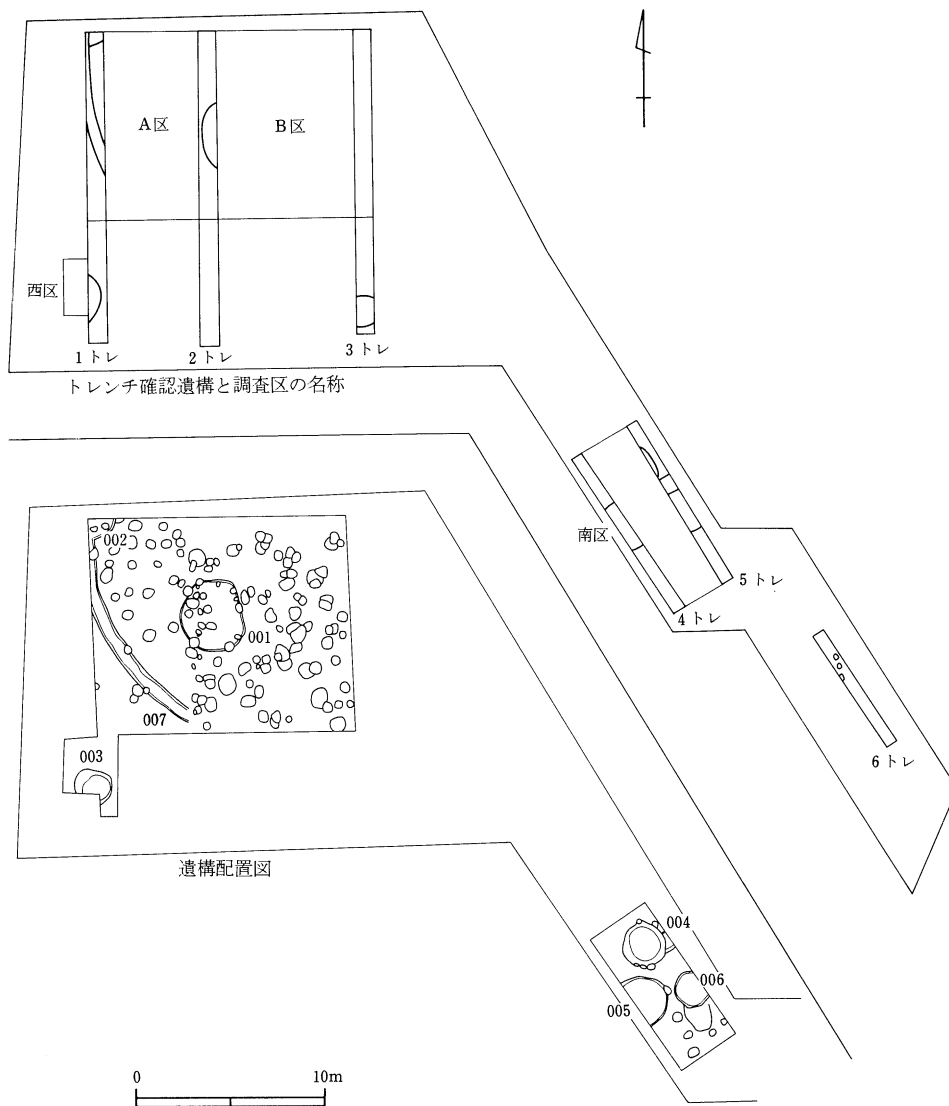 A区
B区
西区
1トレ
2トレ
3トレ
トレンチ確認遺構と調査区の名称
南区
5トレ
4トレ
6トレ
002
001
007
003
遺構配置図
004
006
005
0
10m